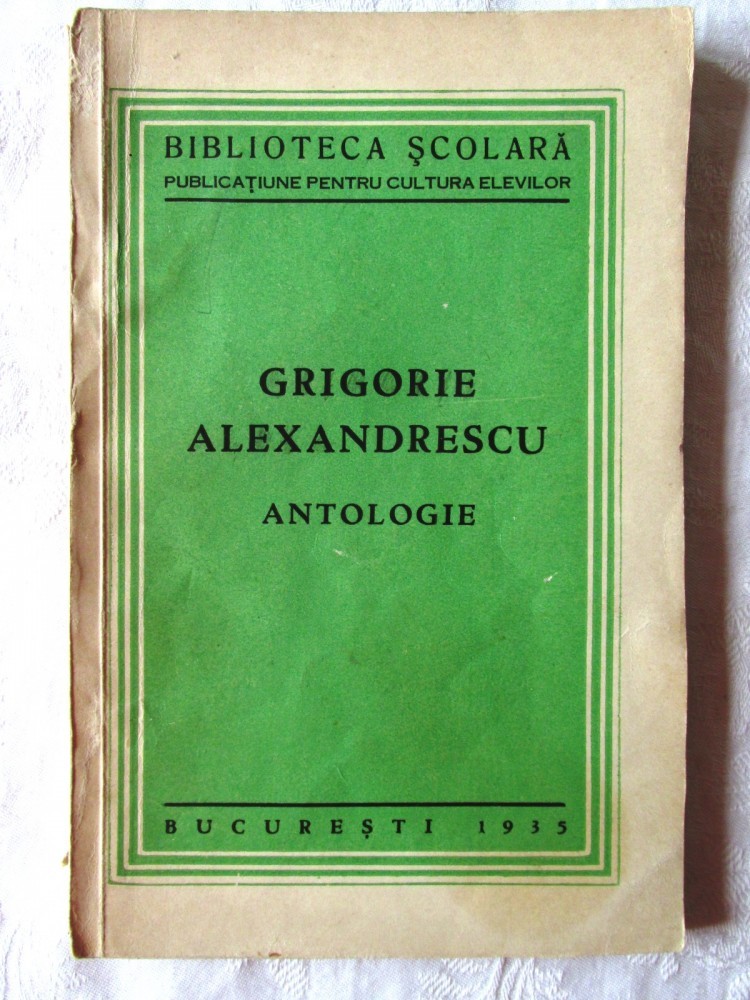 BIBLIOTECA ŞCOLARĂ
PUBLICAŢIUNE PENTRU CULTURA ELEVILOR
GRIGORIE
ALEXANDRESCU
ANTOLOGIE
BUCUREŞTI 1935